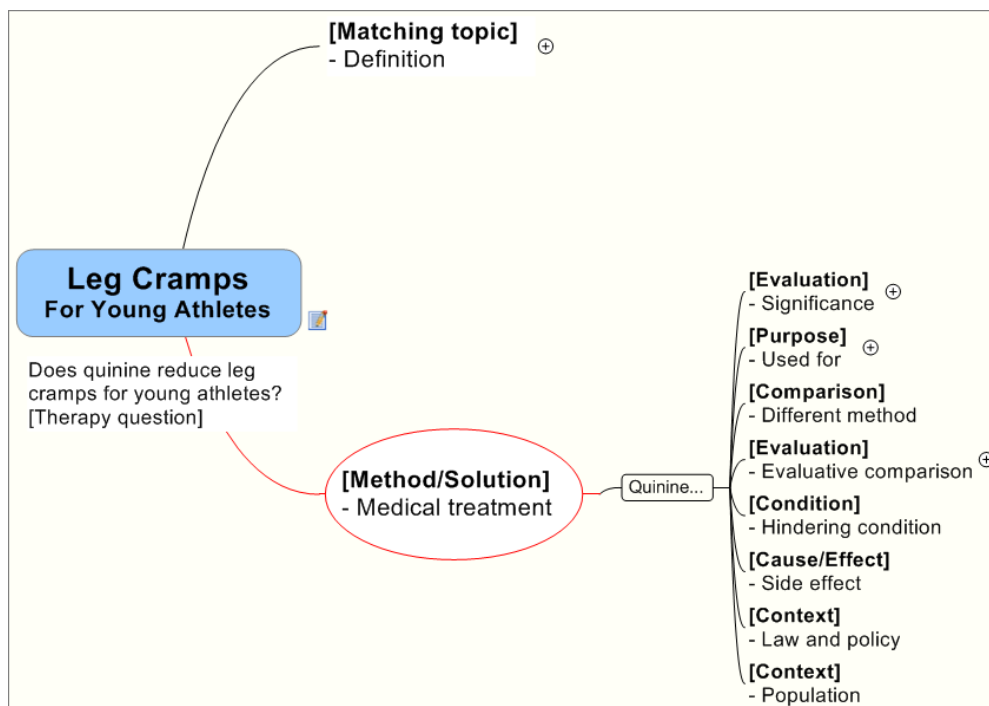 [Matching topic]
- Definition
Leg Cramps
For Young Athletes
Does quinine reduce leg
cramps for young athletes?
[Therapy question]
[Method/Solution]
- Medical treatment
Quinine...
[Evaluation]
- Significance
[Purpose]
- Used for
[Comparison]
- Different method
[Evaluation]
- Evaluative comparison
[Condition]
- Hindering condition
[Cause/Effect]
- Side effect
[Context]
- Law and policy
[Context]
- Population